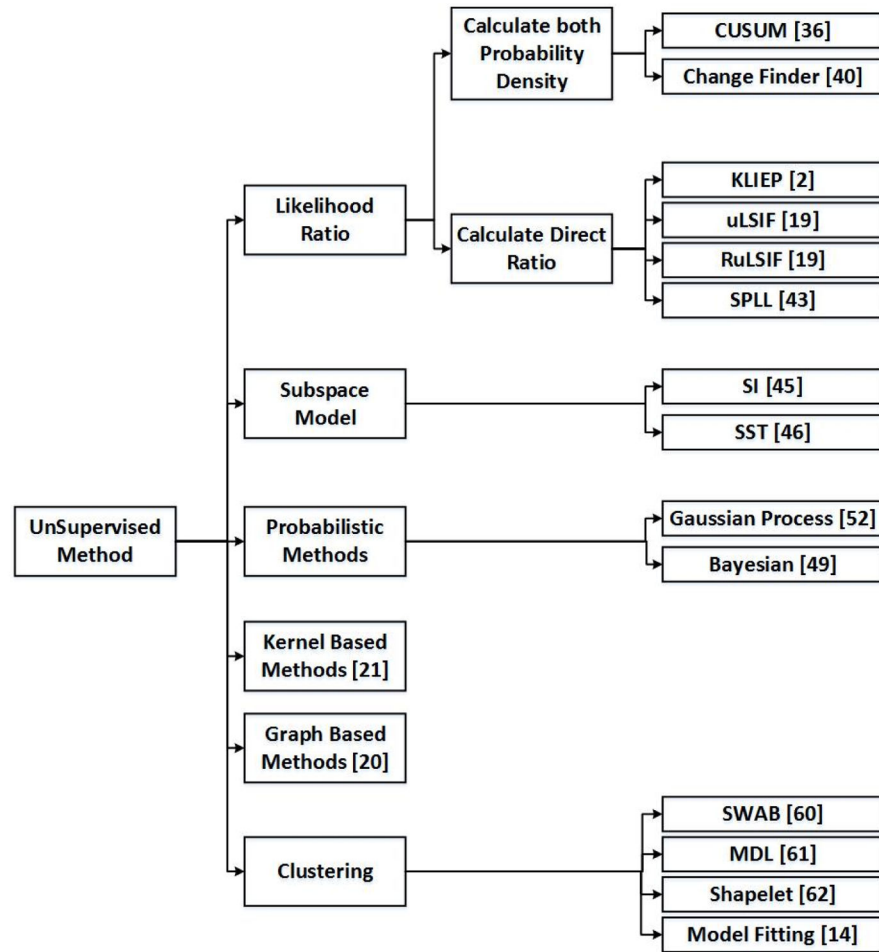 UnSupervised
Method
Likelihood
Ratio
Calculate both
Probability
Density
CUSUM [36]
Change Finder [40]
Calculate Direct
Ratio
KLIEP [2]
uLSIF [19]
RuLSIF [19]
SPLL [43]
Subspace
Model
SI [45]
SST [46]
Probabilistic
Methods
Gaussian Process [52]
Bayesian [49]
Kernel Based
Methods [21]
Graph Based
Methods [20]
Clustering
SWAB [60]
MDL [61]
Shapelet [62]
Model Fitting [14]